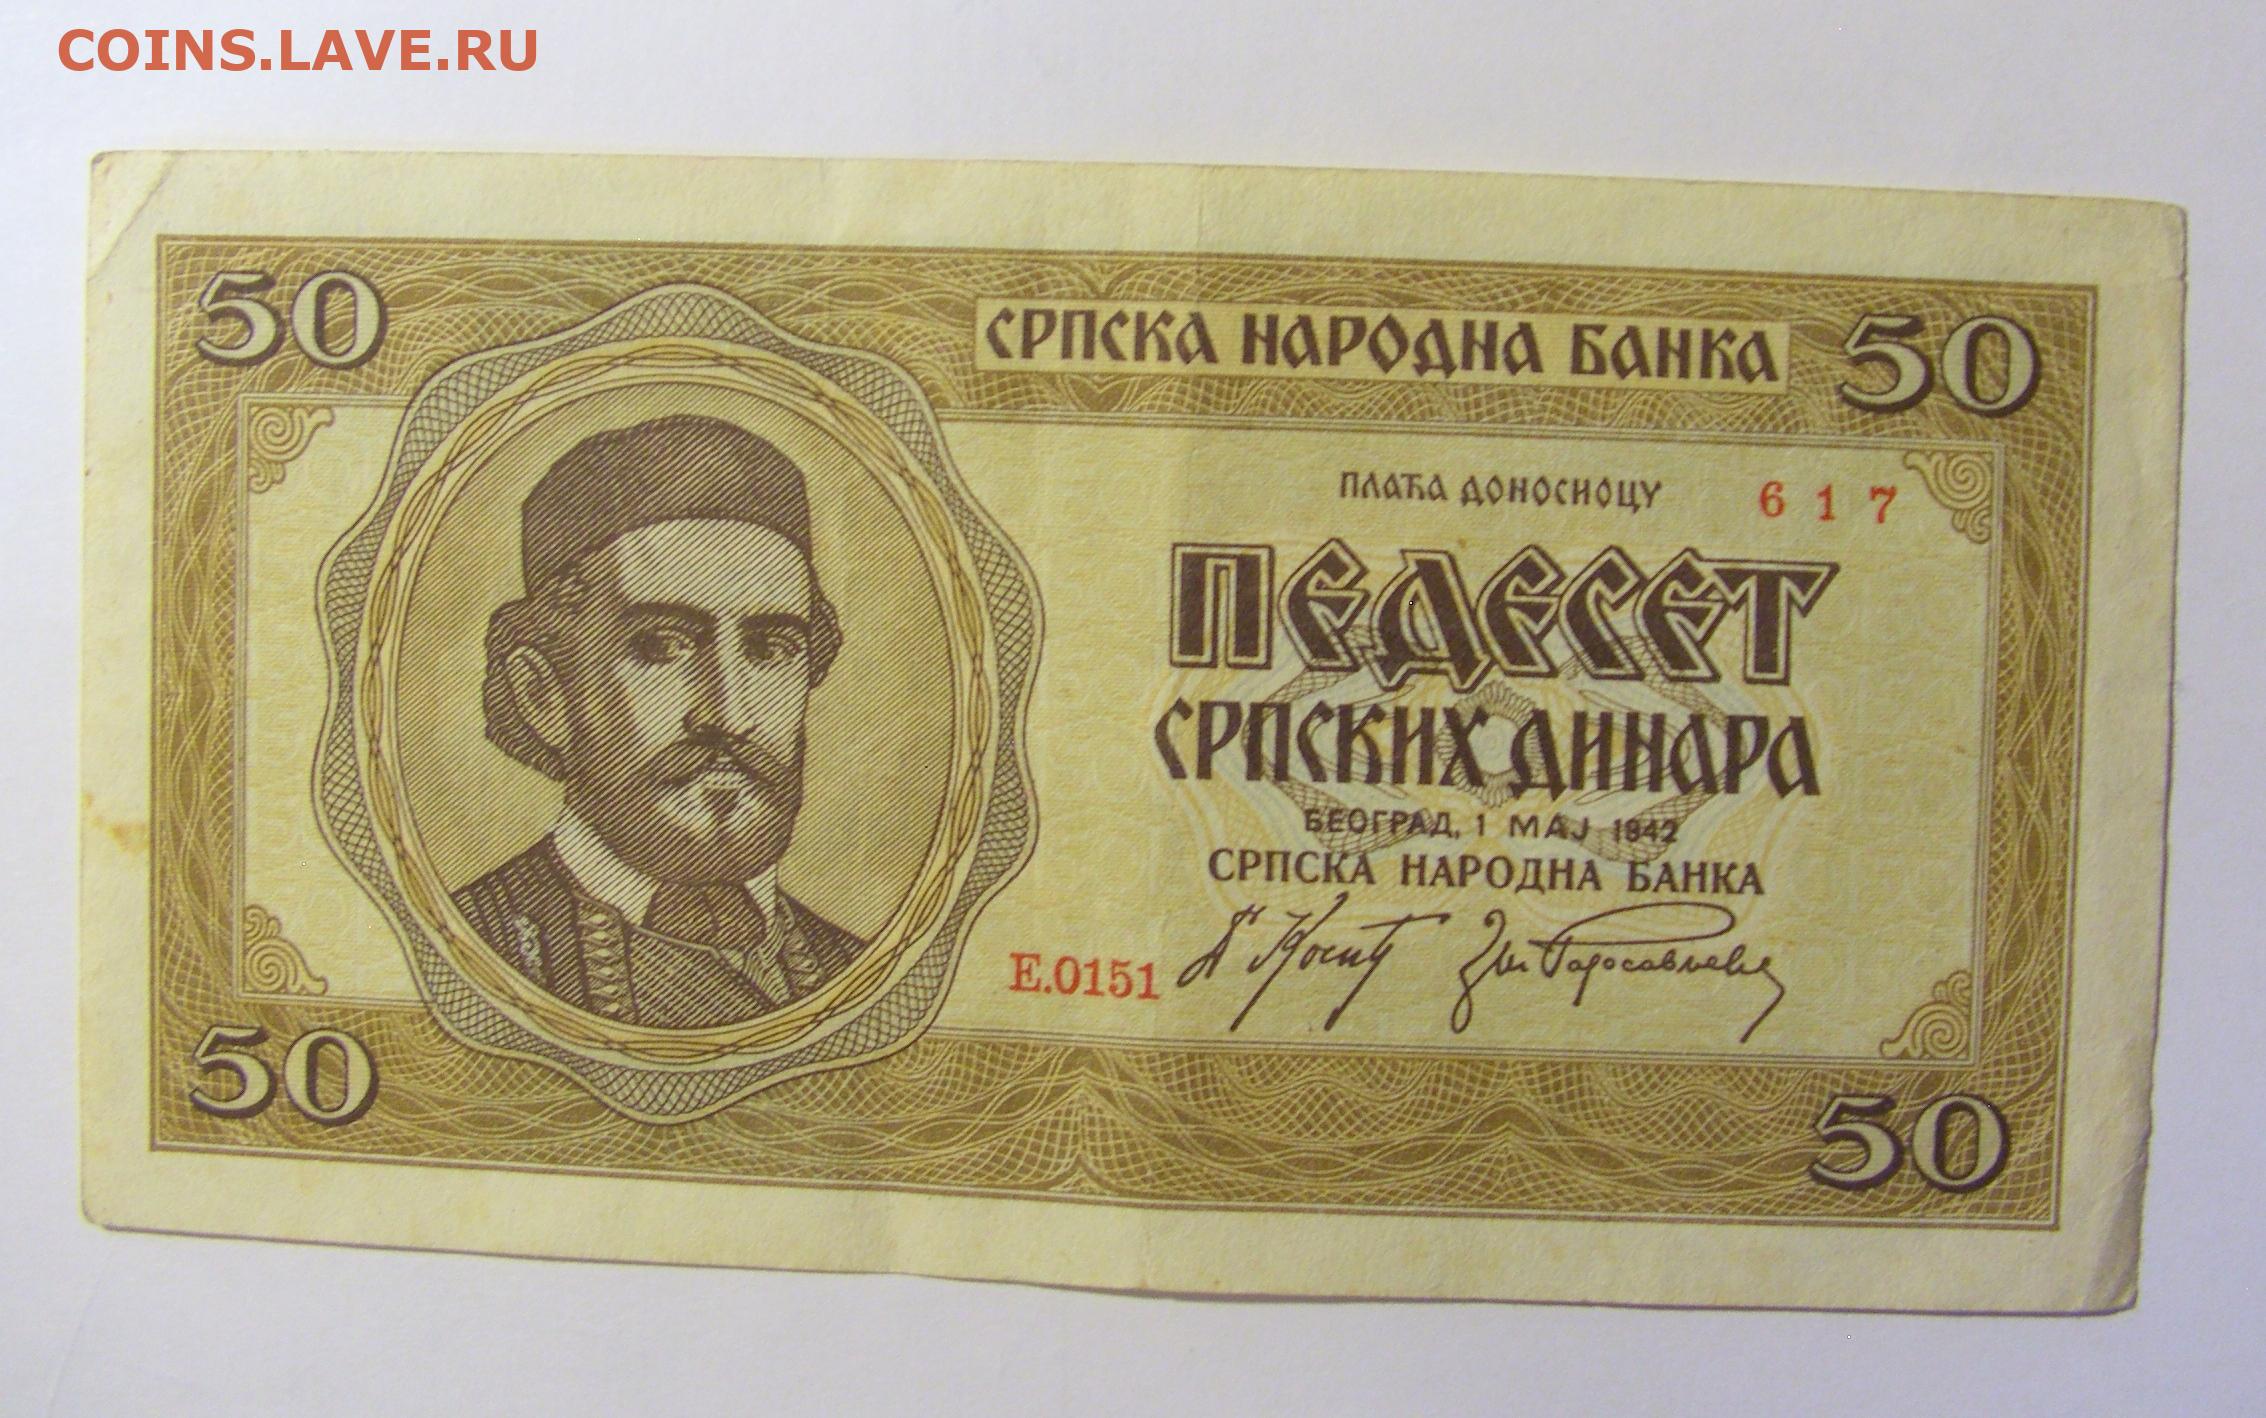 COINS.LAVE.RU
50
СРПСКА НАРОДНА БАНКА
50
ПЛАЋА ДОНОСИОЦУ
617
ПЕДЕСЕТ
СРПСКИХ ДИНАРА
БЕОГРАД, 1 МАЈ 1942
СРПСКА НАРОДНА БАНКА
E.0151
50
50